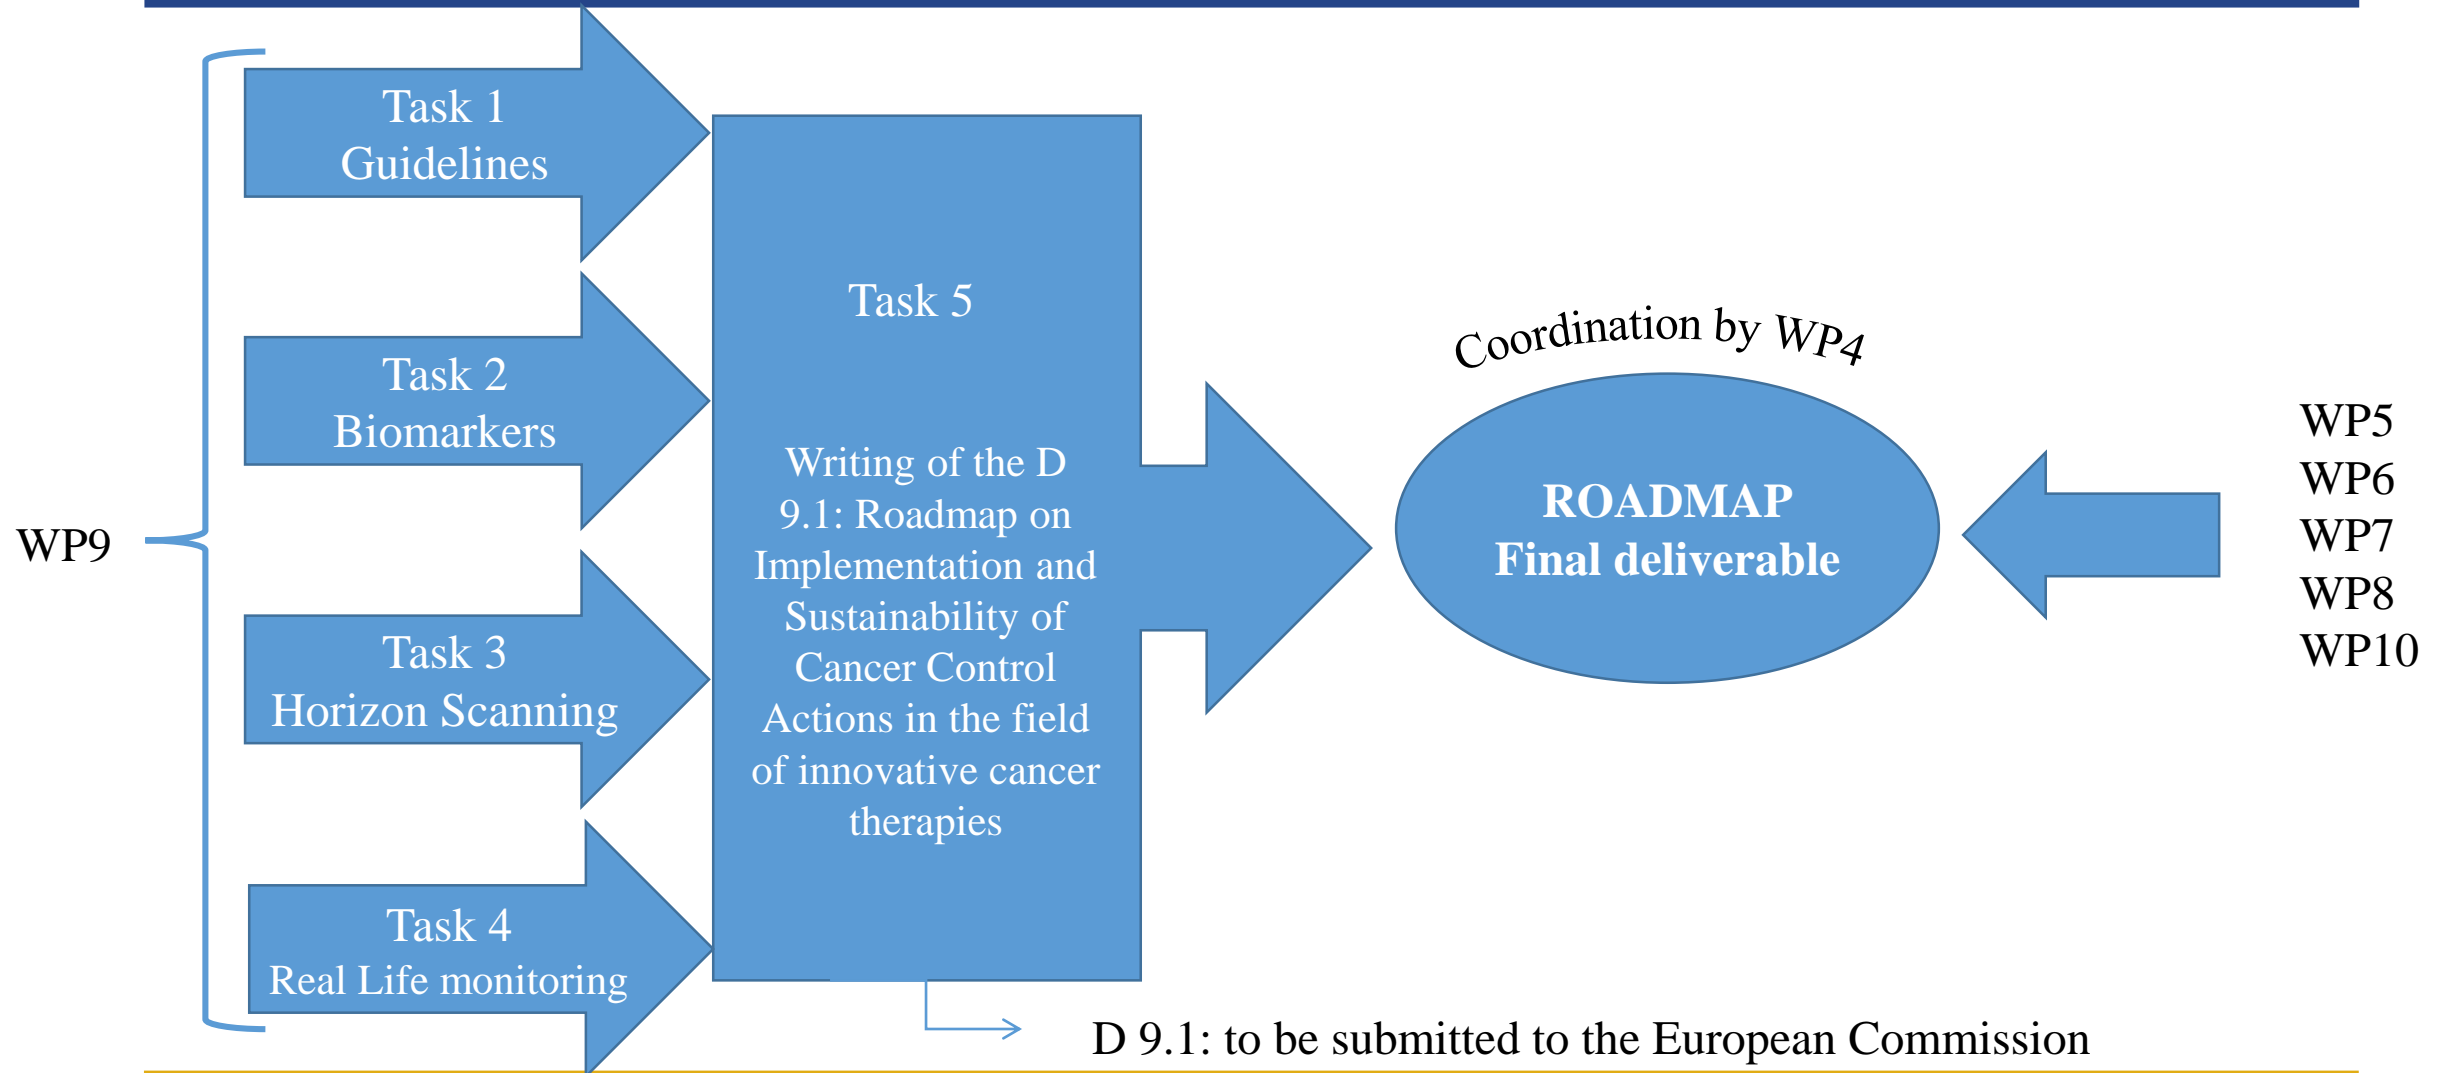 WP9
Task 1
Guidelines
Task 2
Biomarkers
Task 3
Horizon Scanning
Task 4
Real Life monitoring
Task 5
Writing of the D
9.1: Roadmap on
Implementation and
Sustainability of
Cancer Control
Actions in the field
of innovative cancer
therapies
Coordination by WP4
ROADMAP
Final deliverable
WP5
WP6
WP7
WP8
WP10
D 9.1: to be submitted to the European Commission